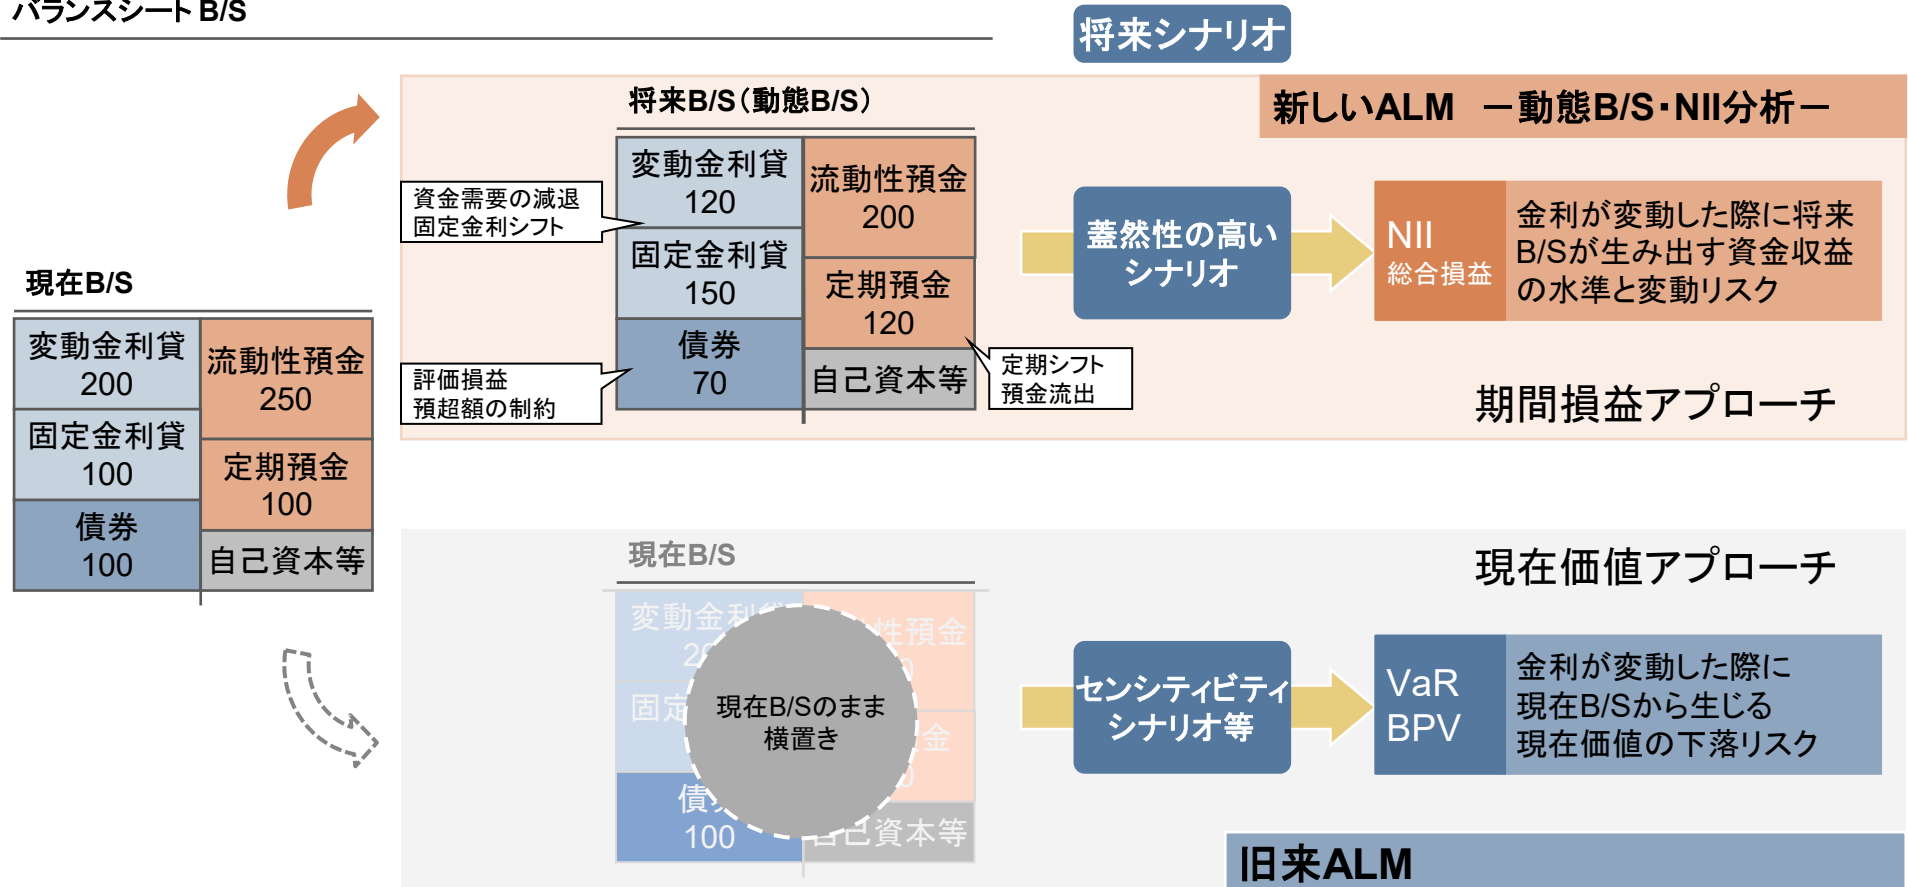 バランスシート B/S
将来シナリオ
新しいALM －動態B/S・NII分析－
将来B/S(動態B/S)
変動金利貸
120
流動性預金
200
固定金利貸
150
定期預金
120
債券
70
自己資本等
資金需要の減退
固定金利シフト
評価損益
預超額の制約
定期シフト
預金流出
蓋然性の高い
シナリオ
NII
総合損益
金利が変動した際に将来
B/Sが生み出す資金収益
の水準と変動リスク
期間損益アプローチ
現在B/S
変動金利貸
200
流動性預金
250
固定金利貸
100
定期預金
100
債券
100
自己資本等
現在B/S
変動金利
2
性預金
固定
金
債券
100
自己資本等
現在B/Sのまま
横置き
現在価値アプローチ
センシティビティ
シナリオ等
VaR
BPV
金利が変動した際に
現在B/Sから生じる
現在価値の下落リスク
旧来ALM